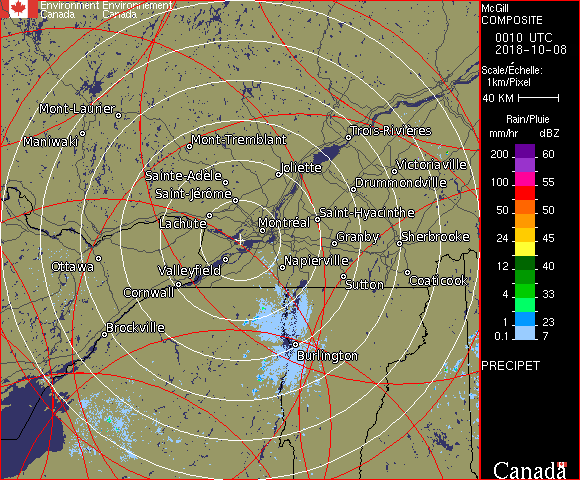 Environment Environnement
Canada Canada
McGill
COMPOSITE
0010 UTC
2018-10-08
Scale/Échelle:
1km/Pixel
40 KM
Rain/Pluie
mm/hr dBZ
200 60
100 55
50 50
24 45
12 40
4 33
1 23
0.1 7
PRECIPET
Canada
Mont-Laurier
Maniwaki
Mont-Tremblant
Trois-Rivières
Joliette
Victoriaville
Sainte-Adèle
Drummondville
Saint-Jérôme
Saint-Hyacinthe
Lachute
Montréal
Granby
Sherbrooke
Ottawa
Valleyfield
Napierville
Sutton
Coaticook
Cornwall
Brockville
Burlington